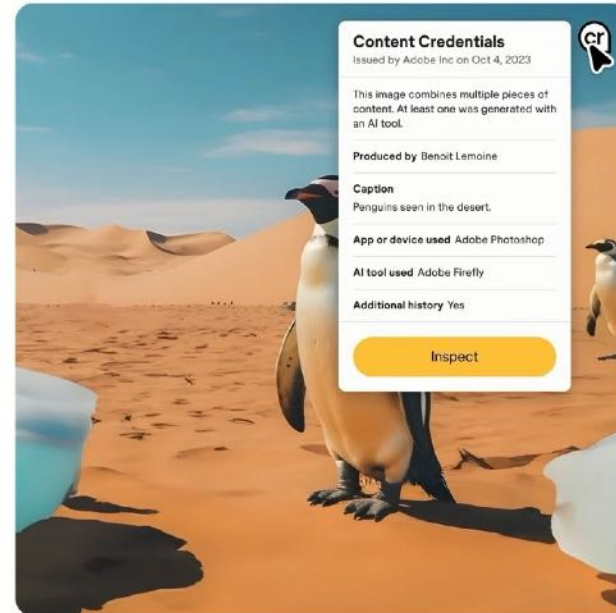 Content Credentials
Issued by Adobe Inc on Oct 4, 2023
cr
This image combines multiple pieces of
content. At least one was generated with
an AI tool.
Produced by Benoit Lemoine
Caption
Penguins seen in the desert.
App or device used Adobe Photoshop
AI tool used Adobe Firefly
Additional history Yes
Inspect